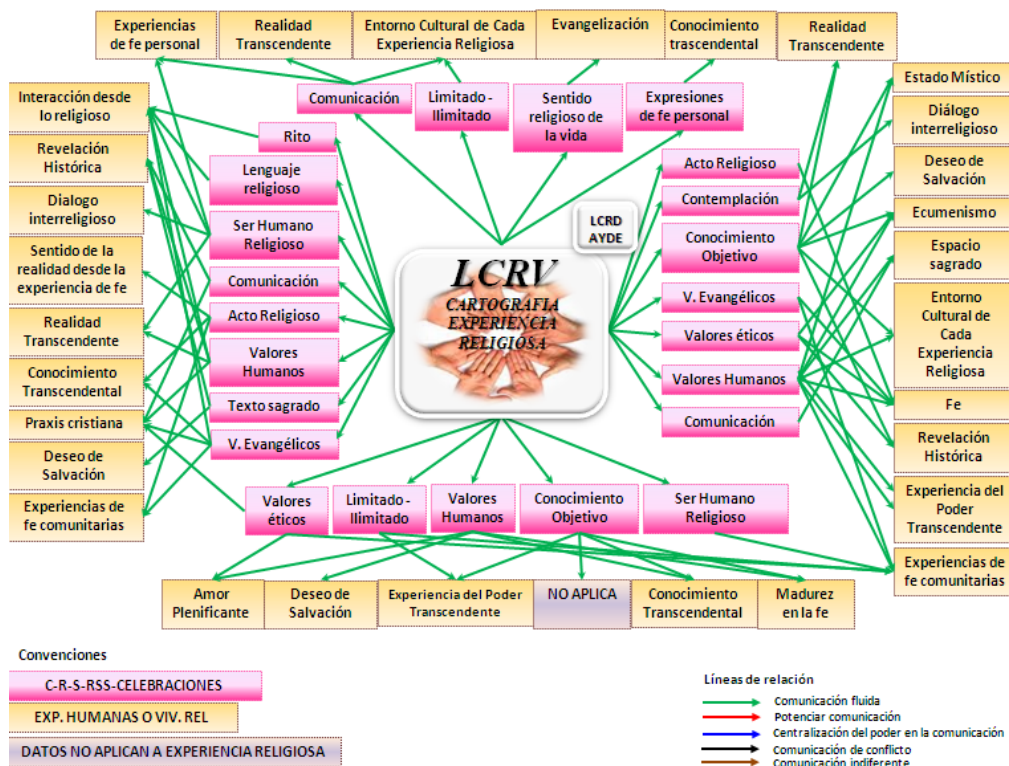 Experiencias
de fe personal
Realidad
Transcendente
Entorno Cultural de Cada
Experiencia Religiosa
Evangelización
Conocimiento
trascendental
Realidad
Transcendente
Comunicación
Limitado -
Ilimitado
Sentido
religioso de
la vida
Expresiones
de fe personal
Interacción desde
lo religioso
Revelación
Histórica
Dialogo
interreligioso
Sentido de la
realidad desde la
experiencia de fe
Realidad
Transcendente
Conocimiento
Transcendental
Praxis cristiana
Deseo de
Salvación
Experiencias de
fe comunitarias
Rito
Lenguaje
religioso
Ser Humano
Religioso
Comunicación
Acto Religioso
Valores
Humanos
Texto sagrado
V. Evangélicos
LCRD
AYDE
LCRV
CARTOGRAFIA
EXPERIENCIA
RELIGIOSA
Acto Religioso
Contemplación
Conocimiento
Objetivo
V. Evangélicos
Valores éticos
Valores Humanos
Comunicación
Estado Místico
Diálogo
interreligioso
Deseo de
Salvación
Ecumenismo
Espacio
sagrado
Entorno
Cultural de
Cada
Experiencia
Religiosa
Fe
Revelación
Histórica
Experiencia del
Poder
Transcendente
Experiencias de
fe comunitarias
Valores
éticos
Limitado -
Ilimitado
Valores
Humanos
Conocimiento
Objetivo
Ser Humano
Religioso
Amor
Plenificante
Deseo de
Salvación
Experiencia del Poder
Transcendente
NO APLICA
Conocimiento
Transcendental
Madurez
en la fe
Convenciones
C-R-S-RSS-CELEBRACIONES
EXP. HUMANAS O VIV. REL
DATOS NO APLICAN A EXPERIENCIA RELIGIOSA
Líneas de relación
Comunicación fluida
Potenciar comunicación
Centralización del poder en la comunicación
Comunicación de conflicto
Comunicación indiferente